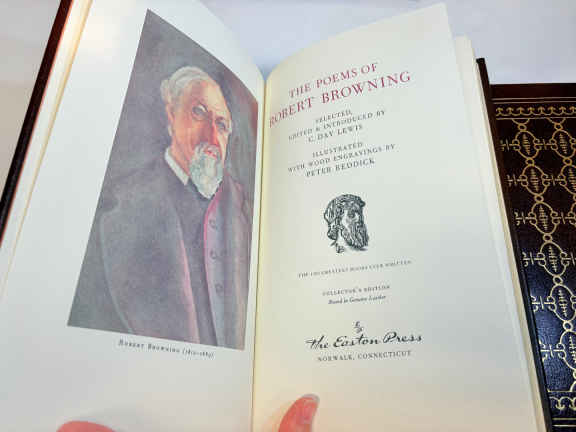 THE POEMS OF
ROBERT BROWNING
SELECTED,
EDITED & INTRODUCED BY
C. DAY LEWIS
ILLUSTRATED
WITH WOOD ENGRAVINGS BY
PETER REDDICK
THE 100 GREATEST BOOKS EVER WRITTEN
COLLECTOR'S EDITION
Bound in Genuine Leather
E
P
The Easton Press
NORWALK, CONNECTICUT
ROBERT BROWNING (1812–1889)